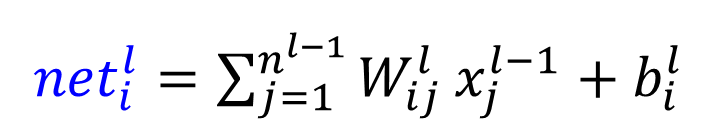 net_i^l = ∑_{j=1}^{n^{l-1}} W_{ij}^l x_j^{l-1} + b_i^l